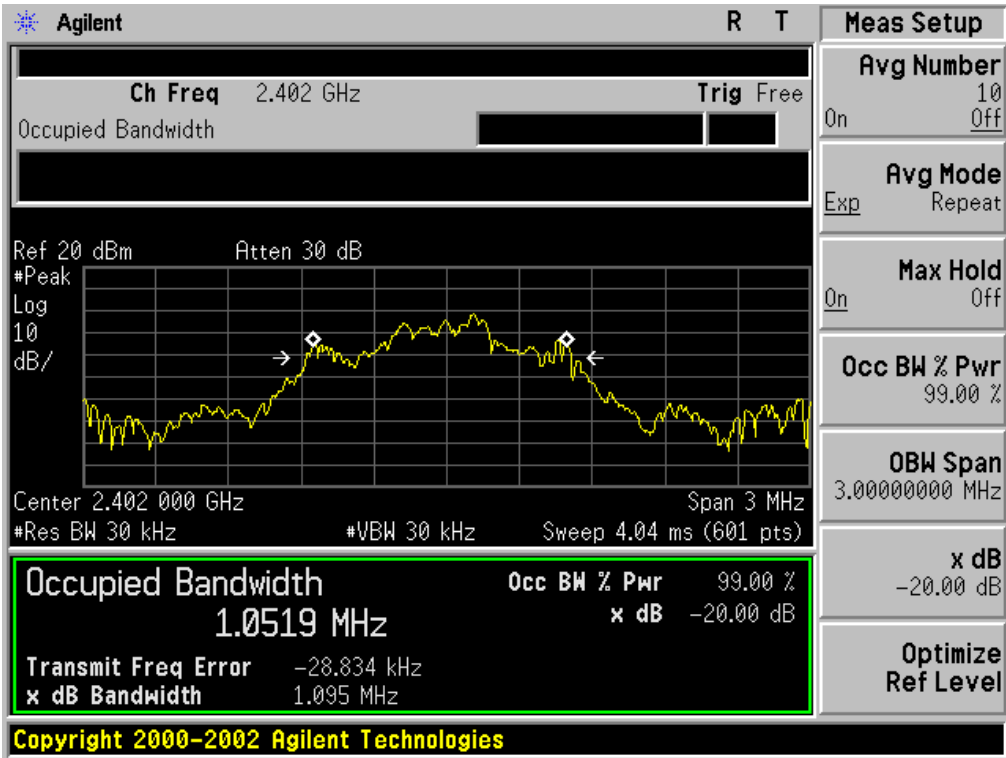 Agilent R T
Ch Freq 2.402 GHz Trig Free
Occupied Bandwidth
Ref 20 dBm Atten 30 dB
#Peak
Log
10
dB/
Center 2.402 000 GHz Span 3 MHz
#Res BW 30 kHz #VBW 30 kHz Sweep 4.04 ms (601 pts)
Occupied Bandwidth Occ BW % Pwr 99.00 %
1.0519 MHz x dB -20.00 dB
Transmit Freq Error -28.834 kHz
x dB Bandwidth 1.095 MHz
Copyright 2000-2002 Agilent Technologies
Meas Setup
Avg Number
10
On Off
Avg Mode
Exp Repeat
Max Hold
On Off
Occ BW % Pwr
99.00 %
OBW Span
3.00000000 MHz
x dB
-20.00 dB
Optimize
Ref Level